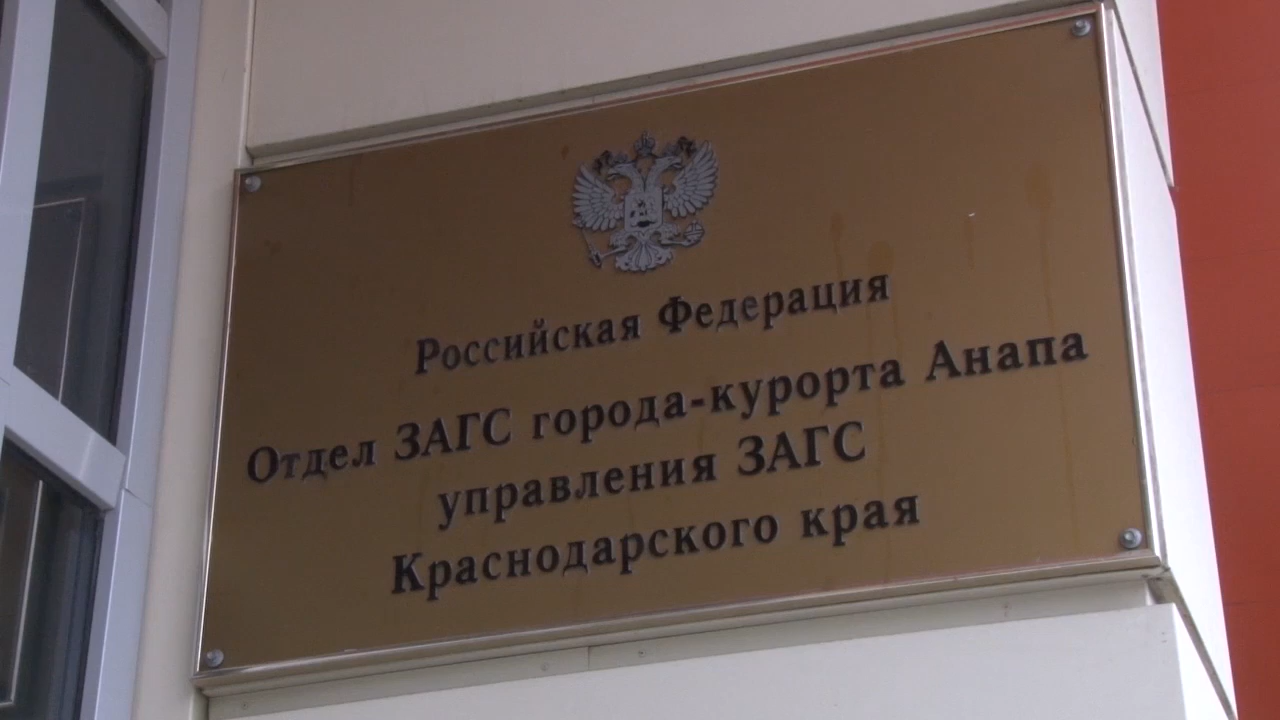 Российская Федерация
Отдел ЗАГС города-курорта Анапа
управления ЗАГС
Краснодарского края